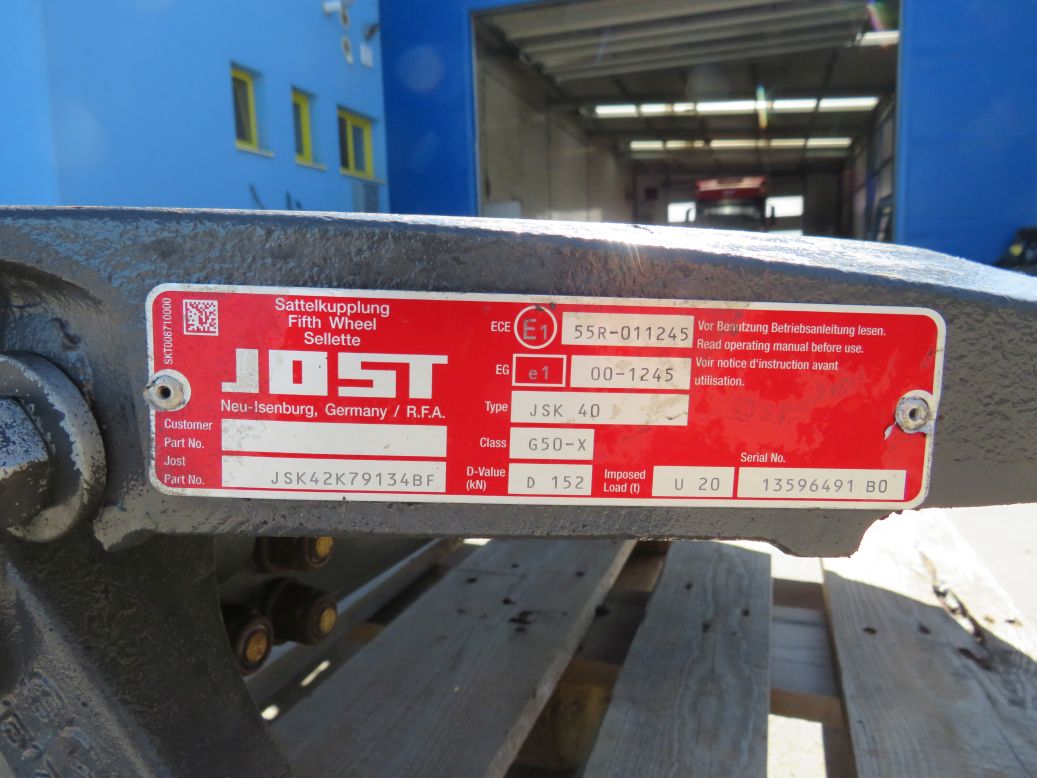 SKT008710000
Sattelkupplung
Fifth Wheel
Sellette
JOST
Neu-Isenburg, Germany / R.F.A.
Customer
Part No.
Jost
Part No. JSK42K79134BF
ECE E1 55R-011245
EG e1 00-1245
Type JSK 40
Class G50-X
D-Value
(kN) D 152
Imposed
Load (t) U 20
Vor Benutzung Betriebsanleitung lesen.
Read operating manual before use.
Voir notice d'instruction avant
utilisation.
Serial No.
13596491 B0